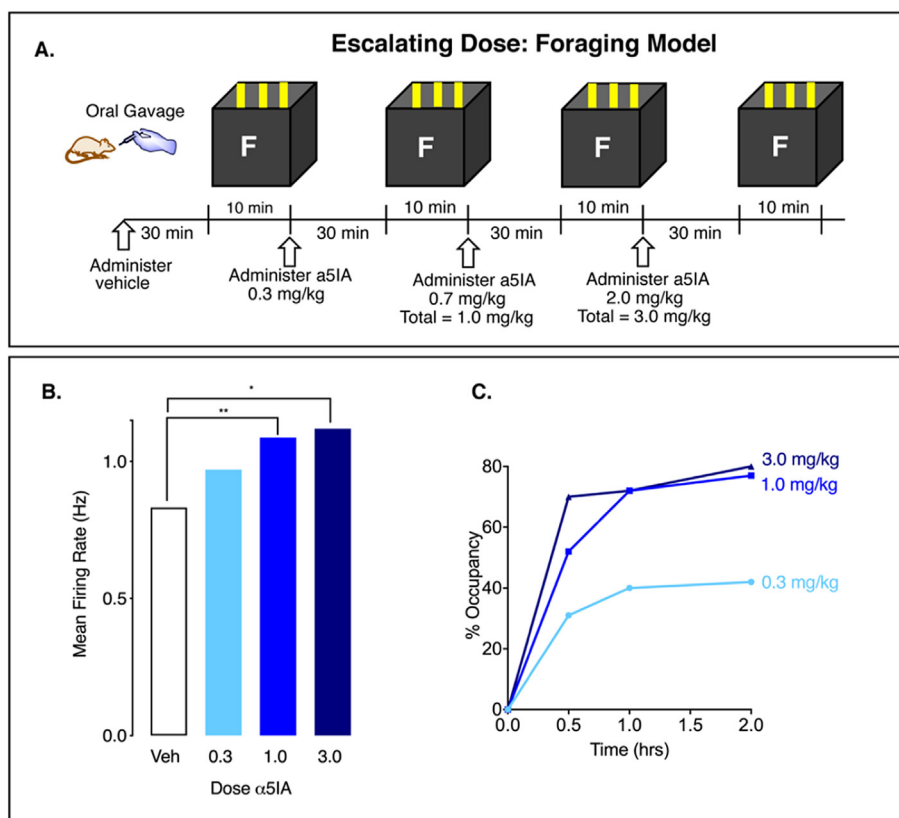 A.
Escalating Dose: Foraging Model
Oral Gavage
F
F
F
F
10 min
10 min
10 min
10 min
30 min
30 min
30 min
30 min
Administer
vehicle
Administer a5IA
0.3 mg/kg
Administer a5IA
0.7 mg/kg
Total = 1.0 mg/kg
Administer a5IA
2.0 mg/kg
Total = 3.0 mg/kg
B.
*
**
1.0
0.5
0.0
Mean Firing Rate (Hz)
Veh
0.3
1.0
3.0
Dose α5IA
C.
80
60
40
20
0
% Occupancy
3.0 mg/kg
1.0 mg/kg
0.3 mg/kg
0.0
0.5
1.0
1.5
2.0
Time (hrs)